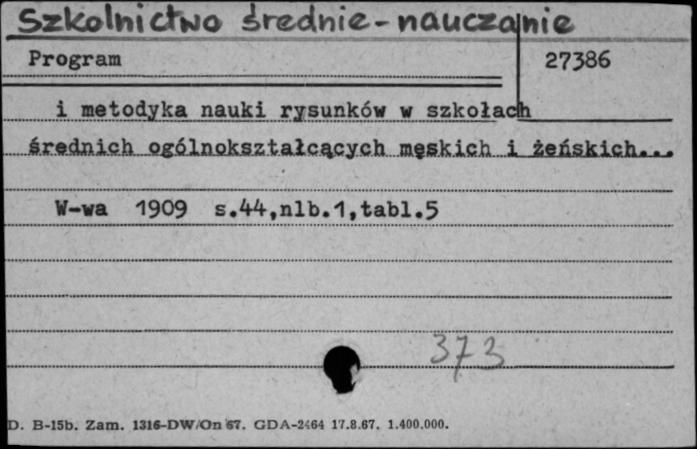 Szkolnictwo średnie - nauczanie
Program 27386
i metodyka nauki rysunków w szkołach
średnich ogólnokształcących męskich i żeńskich...
W-wa 1909 s.44,nlb.1,tabl.5
373
D. B-15b. Zam. 1316-DW/On 67. GDA-2464 17.8.67. 1.400.000.